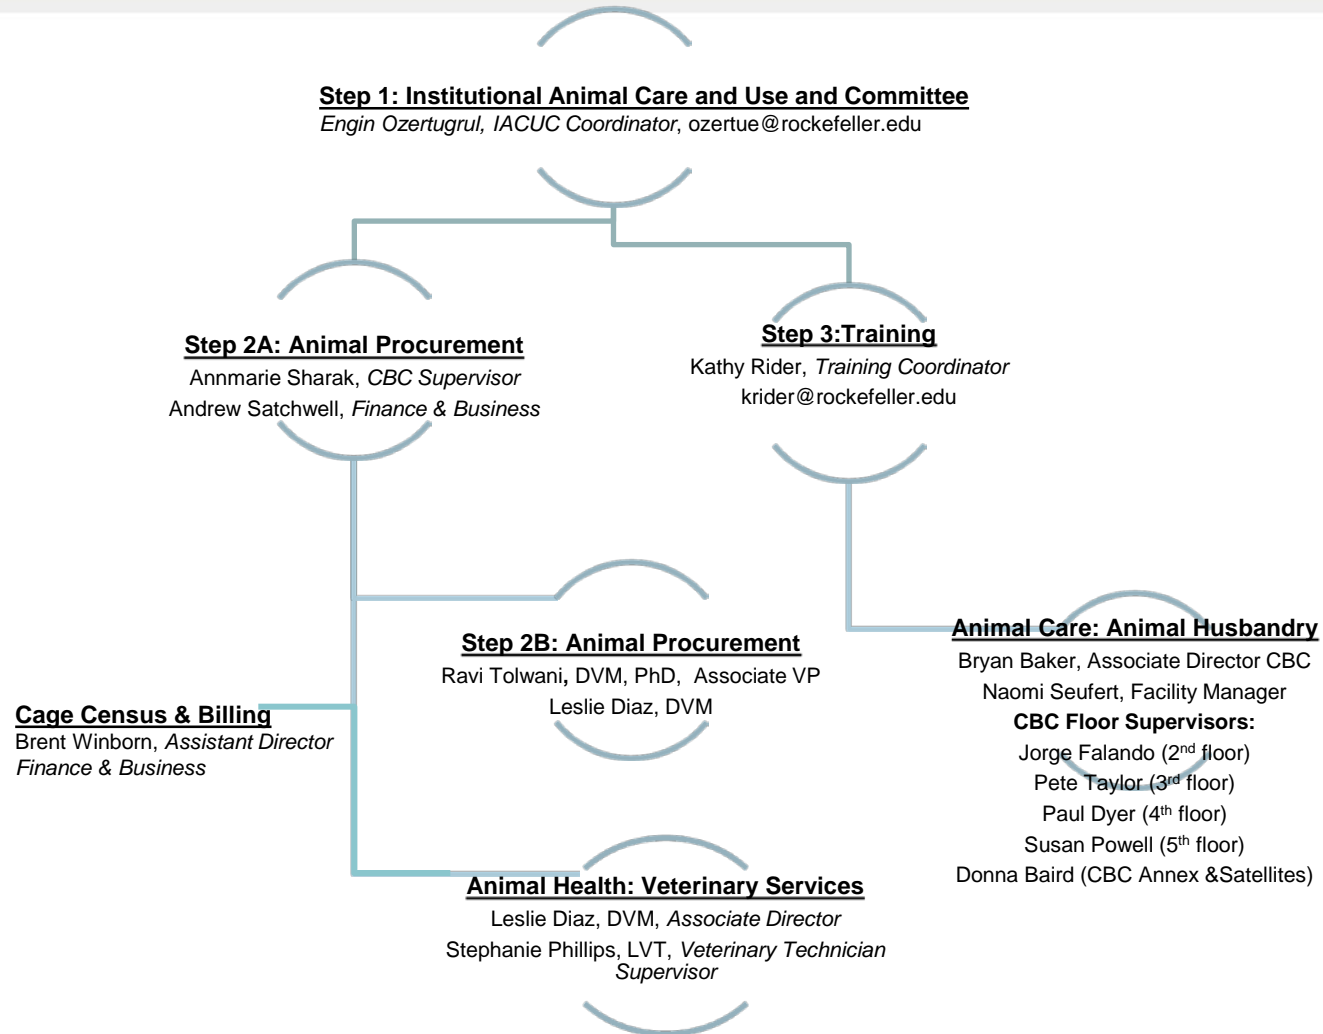 Step 1: Institutional Animal Care and Use and Committee
Engin Ozertugrul, IACUC Coordinator, ozertue@rockefeller.edu
Step 2A: Animal Procurement
Annmarie Sharak, CBC Supervisor
Andrew Satchwell, Finance & Business
Step 3:Training
Kathy Rider, Training Coordinator
krider@rockefeller.edu
Step 2B: Animal Procurement
Ravi Tolwani, DVM, PhD, Associate VP
Leslie Diaz, DVM
Cage Census & Billing
Brent Winborn, Assistant Director
Finance & Business
Animal Care: Animal Husbandry
Bryan Baker, Associate Director CBC
Naomi Seufert, Facility Manager
CBC Floor Supervisors:
Jorge Falando (2nd floor)
Pete Taylor (3rd floor)
Paul Dyer (4th floor)
Susan Powell (5th floor)
Donna Baird (CBC Annex &Satellites)
Animal Health: Veterinary Services
Leslie Diaz, DVM, Associate Director
Stephanie Phillips, LVT, Veterinary Technician
Supervisor